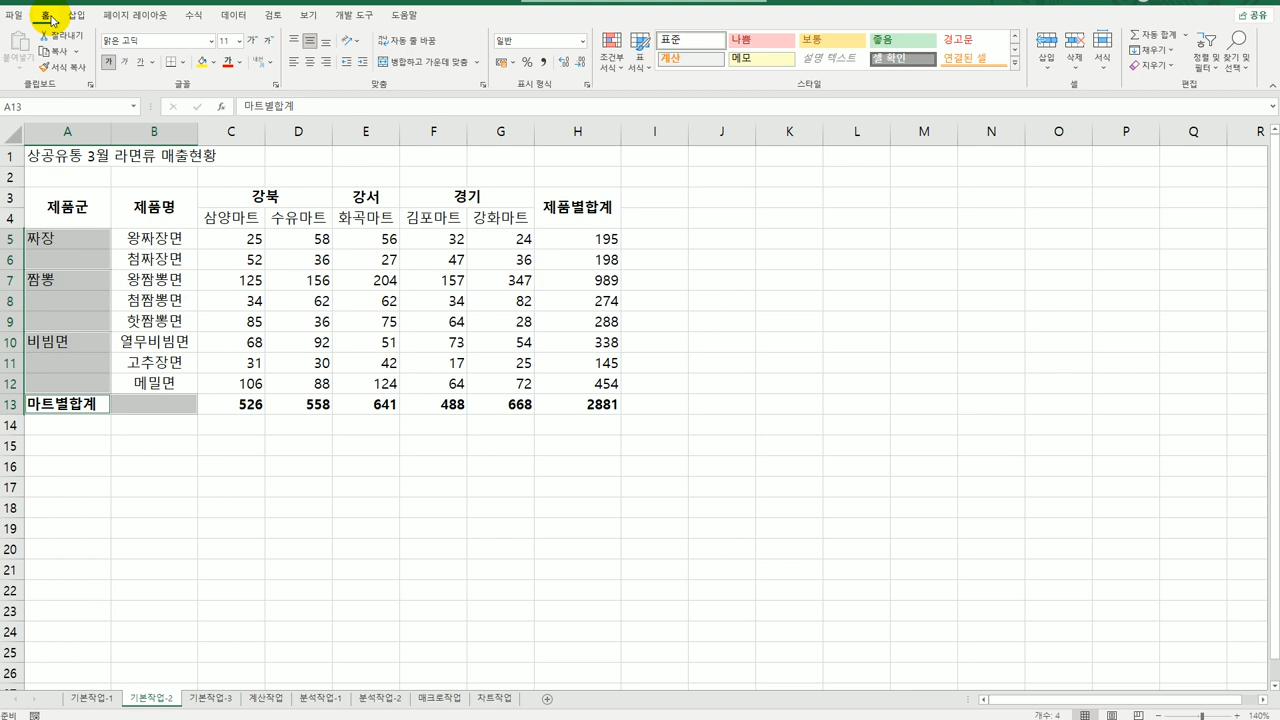 파일 홈 삽입 페이지 레이아웃 수식 데이터 검토 보기 개발 도구 도움말 공유
잘라내기
복사
서식 복사
붙여넣기
클립보드
맑은 고딕 11
가 가 가
글꼴
자동 줄 바꿈
병합하고 가운데 맞춤
맞춤
일반
표시 형식
조건부 서식
표 서식
표준 나쁨 보통 좋음 경고문
계산 메모 설명 텍스트 셀 확인 연결된 셀
스타일
삽입 삭제 서식
셀
자동 합계
채우기
지우기
정렬 및 필터
찾기 및 선택
편집
A13 fx 마트별합계
A B C D E F G H I J K L M N O P Q R
1 상공유통 3월 라면류 매출현황
2
3 제품군 제품명 강북 강서 경기 제품별합계
4 삼양마트 수유마트 화곡마트 김포마트 강화마트
5 짜장 왕짜장면 25 58 56 32 24 195
6 첨짜장면 52 36 27 47 36 198
7 짬뽕 왕짬뽕면 125 156 204 157 347 989
8 첨짬뽕면 34 62 62 34 82 274
9 핫짬뽕면 85 36 75 64 28 288
10 비빔면 열무비빔면 68 92 51 73 54 338
11 고추장면 31 30 42 17 25 145
12 메밀면 106 88 124 64 72 454
13 마트별합계 526 558 641 488 668 2881
14
15
16
17
18
19
20
21
22
23
24
25
26
기본작업-1 기본작업-2 기본작업-3 계산작업 분석작업-1 분석작업-2 매크로작업 차트작업
준비 개수: 4 140%